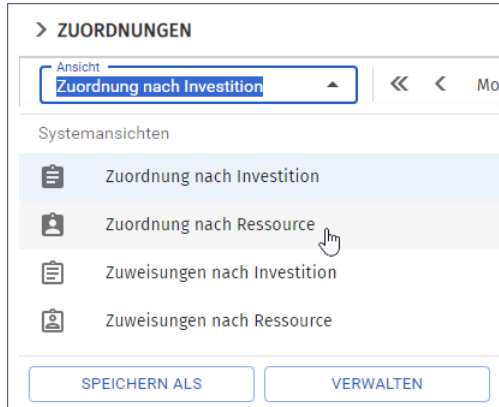 ZUORDNUNGEN
Ansicht
Zuordnung nach Investition
Mo
Systemansichten
Zuordnung nach Investition
Zuordnung nach Ressource
Zuweisungen nach Investition
Zuweisungen nach Ressource
SPEICHERN ALS
VERWALTEN